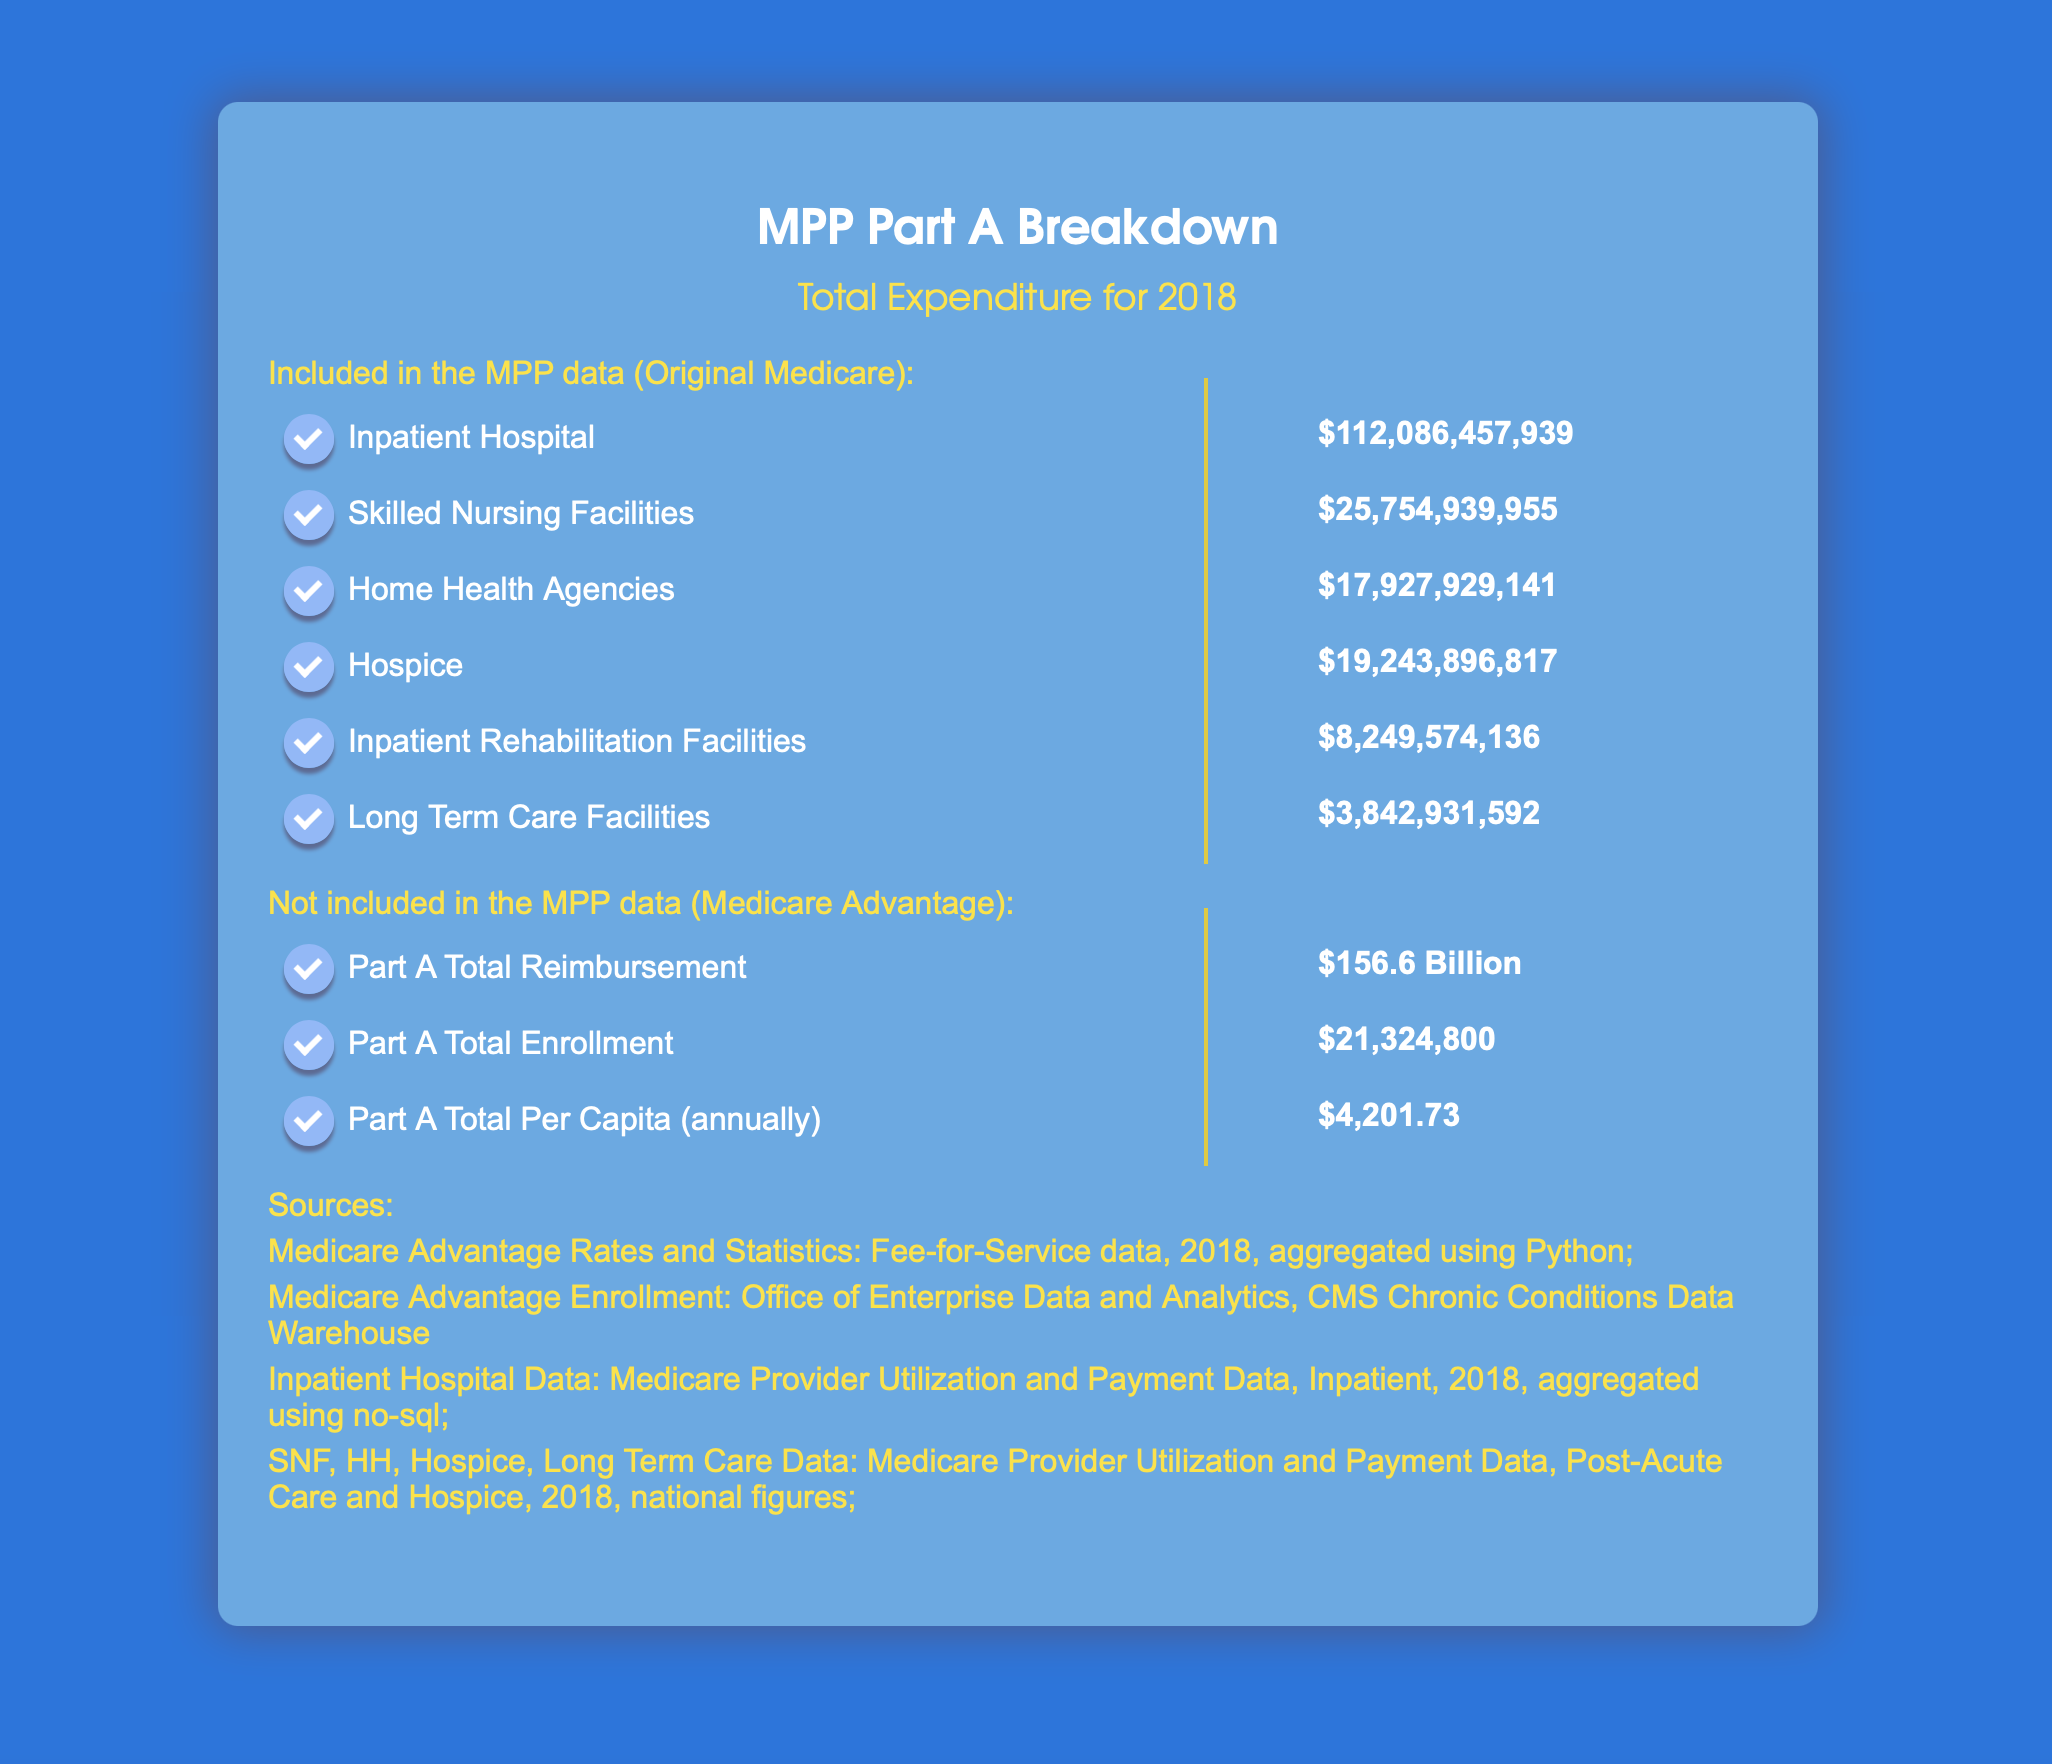 MPP Part A Breakdown
Total Expenditure for 2018
Included in the MPP data (Original Medicare):
Inpatient Hospital $112,086,457,939
Skilled Nursing Facilities $25,754,939,955
Home Health Agencies $17,927,929,141
Hospice $19,243,896,817
Inpatient Rehabilitation Facilities $8,249,574,136
Long Term Care Facilities $3,842,931,592
Not included in the MPP data (Medicare Advantage):
Part A Total Reimbursement $156.6 Billion
Part A Total Enrollment $21,324,800
Part A Total Per Capita (annually) $4,201.73
Sources:
Medicare Advantage Rates and Statistics: Fee-for-Service data, 2018, aggregated using Python;
Medicare Advantage Enrollment: Office of Enterprise Data and Analytics, CMS Chronic Conditions Data
Warehouse
Inpatient Hospital Data: Medicare Provider Utilization and Payment Data, Inpatient, 2018, aggregated
using no-sql;
SNF, HH, Hospice, Long Term Care Data: Medicare Provider Utilization and Payment Data, Post-Acute
Care and Hospice, 2018, national figures;